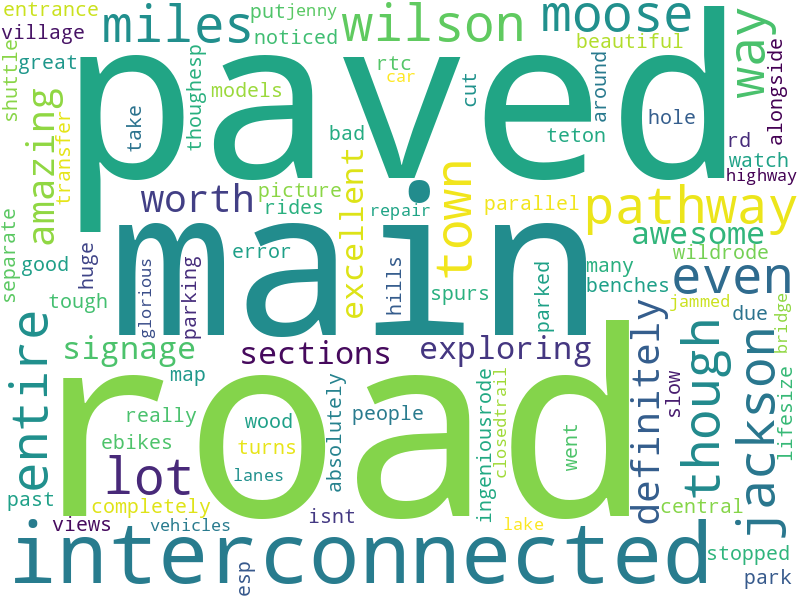 entrance
miles
wilson
putjenny
moose
village
noticed
beautiful
way
shuttle
great
paved
rtc
car
models
cut
around
alongside
thoughesp
take
hole
transfer
amazing
bad
teton
rd
watch
highway
worth
picture
excellent
town
parallel
pathway
rides
repair
awesome
separate
main
error
wildrode
good
huge
glorious
parking
hills
spurs
parked
many
benches
even
tough
jammed
bridge
due
signage
sections
exploring
entire
definitely
though
jackson
slow
lifesize
map
road
absolutely
people
ingeniousrode
closedtrail
really
ebikes
wood
turns
went
lot
lanes
past
completely
central
views
vehicles
isnt
lake
interconnected
esp
stopped
park